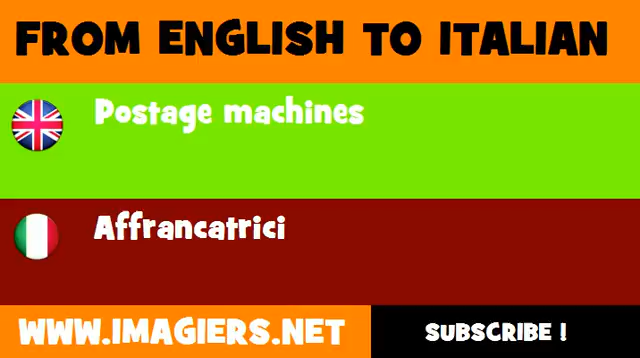 FROM ENGLISH TO ITALIAN
Postage machines
Affrancatrici
WWW.IMAGIERS.NET
SUBSCRIBE !